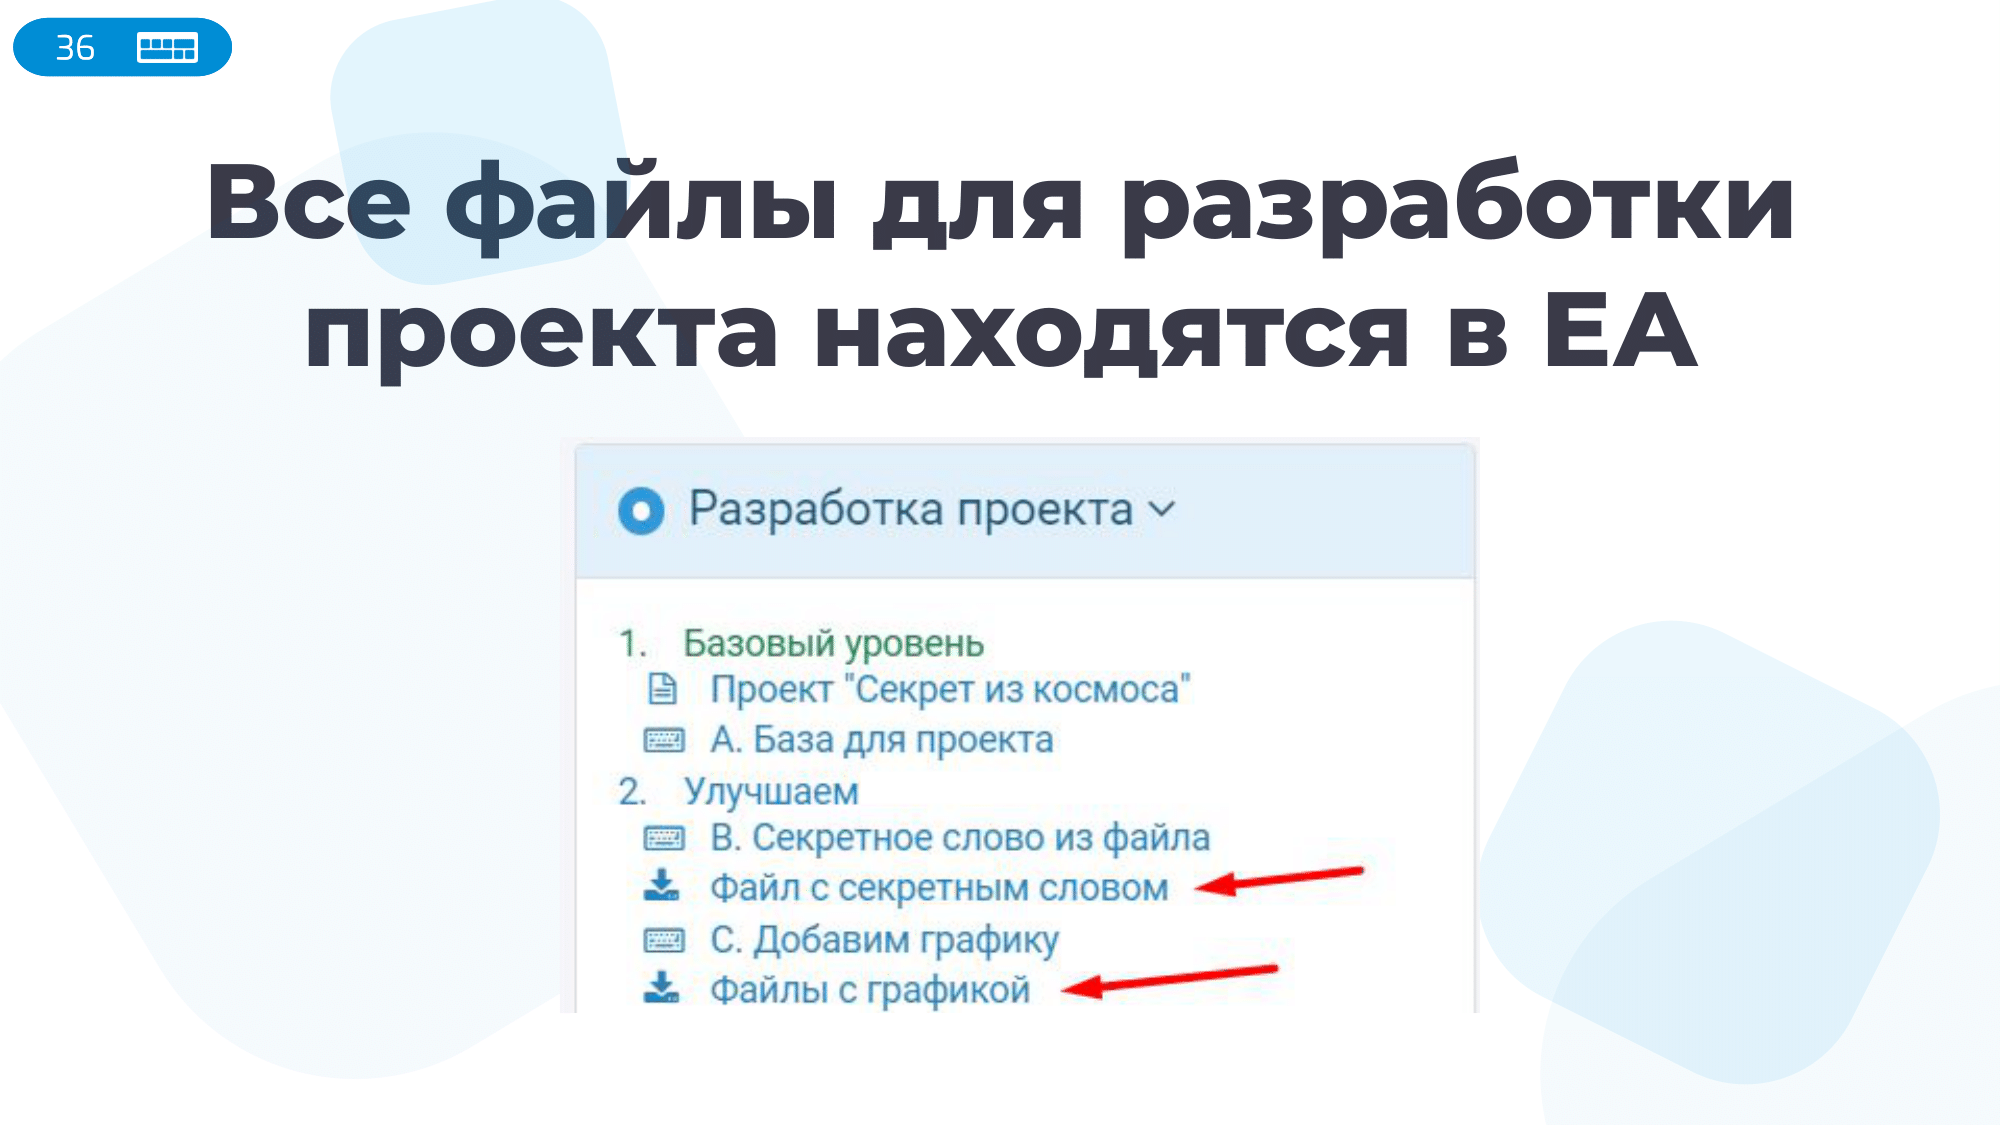 36
Все файлы для разработки
проекта находятся в ЕА
Разработка проекта
1. Базовый уровень
Проект "Секрет из космоса"
A. База для проекта
2. Улучшаем
B. Секретное слово из файла
Файл с секретным словом
C. Добавим графику
Файлы с графикой